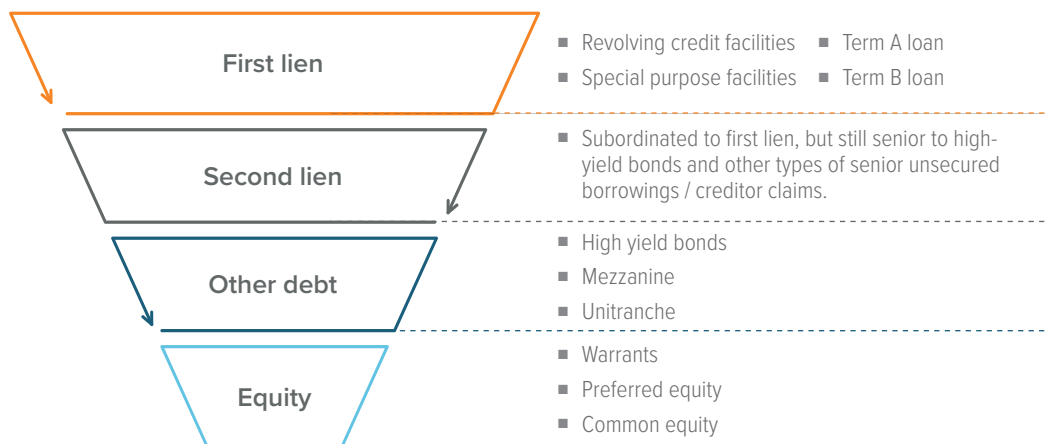 First lien
■ Revolving credit facilities ■ Term A loan
■ Special purpose facilities ■ Term B loan
Second lien
■ Subordinated to first lien, but still senior to high-
yield bonds and other types of senior unsecured
borrowings / creditor claims.
Other debt
■ High yield bonds
■ Mezzanine
■ Unitranche
Equity
■ Warrants
■ Preferred equity
■ Common equity